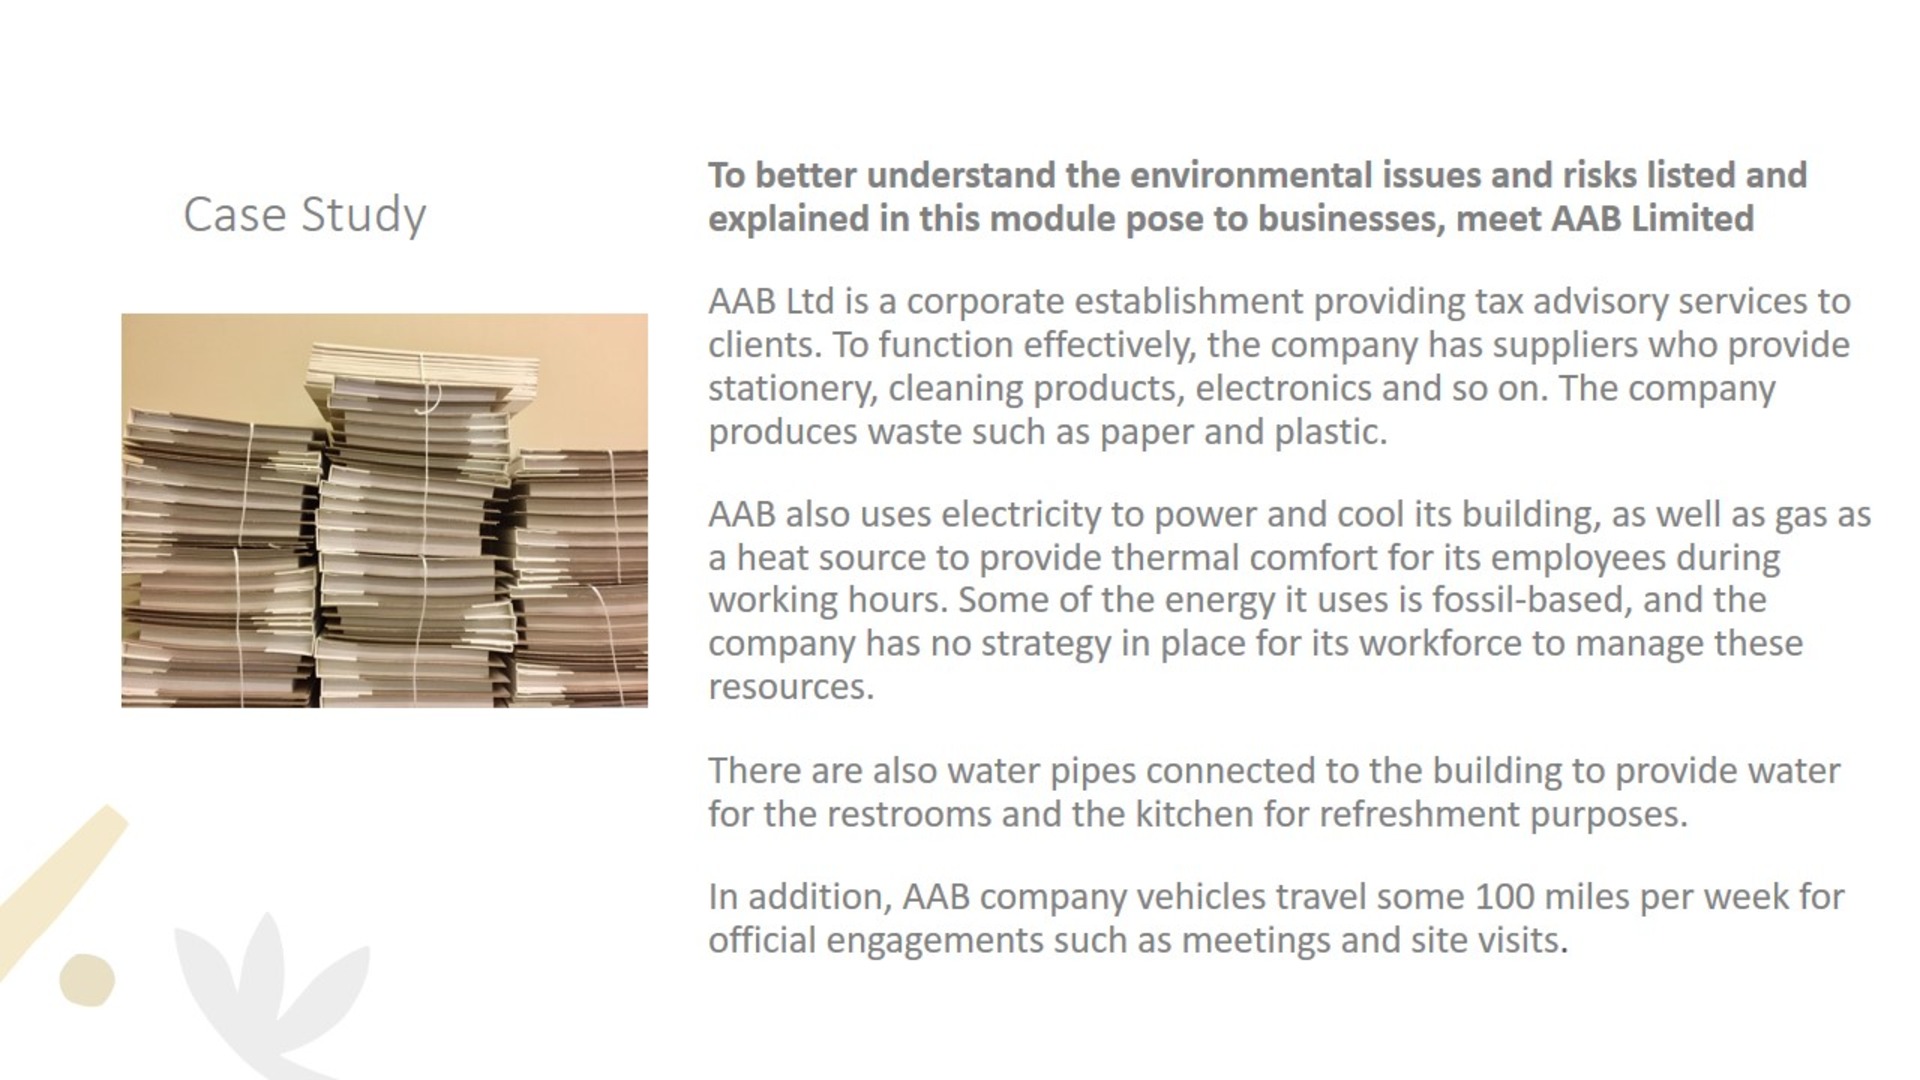 Case Study
To better understand the environmental issues and risks listed and
explained in this module pose to businesses, meet AAB Limited
AAB Ltd is a corporate establishment providing tax advisory services to
clients. To function effectively, the company has suppliers who provide
stationery, cleaning products, electronics and so on. The company
produces waste such as paper and plastic.
AAB also uses electricity to power and cool its building, as well as gas as
a heat source to provide thermal comfort for its employees during
working hours. Some of the energy it uses is fossil-based, and the
company has no strategy in place for its workforce to manage these
resources.
There are also water pipes connected to the building to provide water
for the restrooms and the kitchen for refreshment purposes.
In addition, AAB company vehicles travel some 100 miles per week for
official engagements such as meetings and site visits.